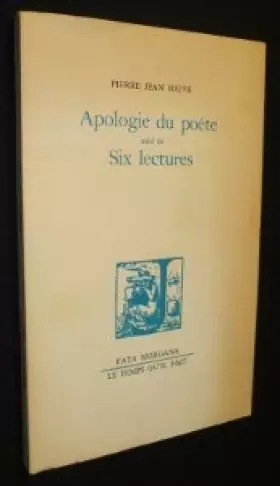 PIERRE JEAN JOUVE
Apologie du poète
suivi de
Six lectures
J
FATA MORGANA
LE TEMPS QU'IL FAIT